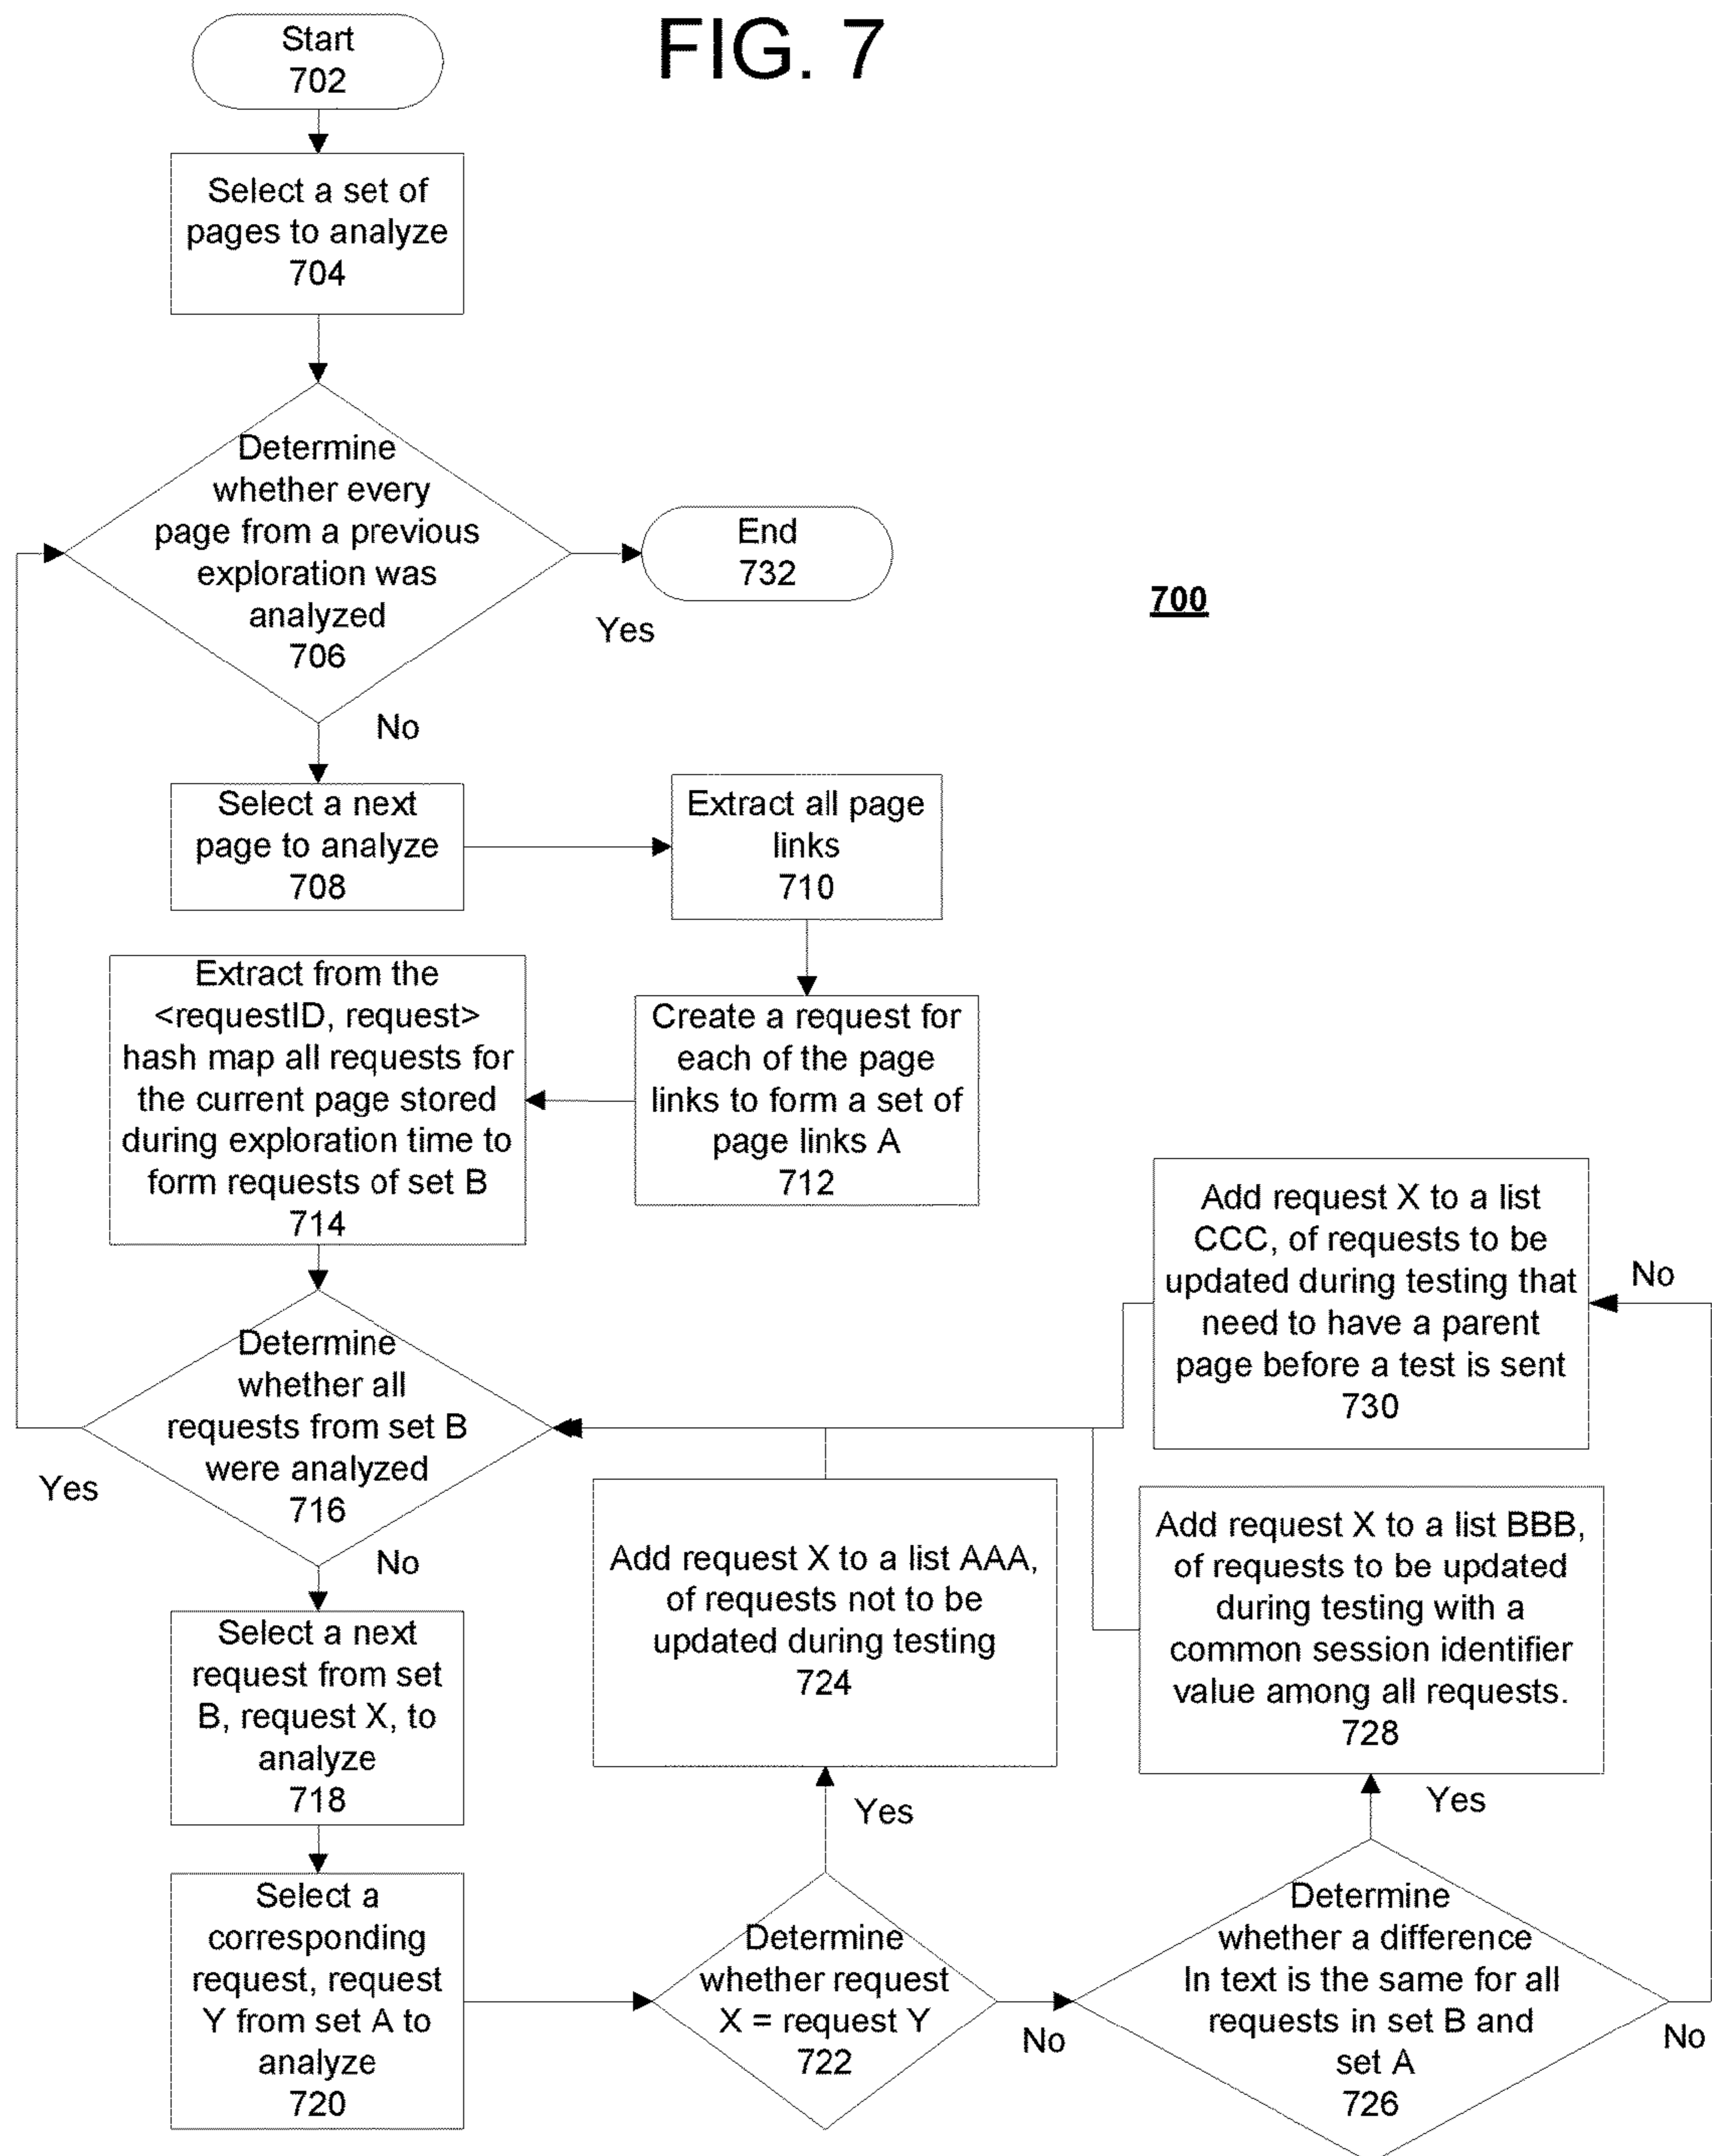 FIG. 7
Start
702
Select a set of
pages to analyze
704
Determine
whether every
page from a previous
exploration was
analyzed
706
End
732
Yes
700
No
Select a next
page to analyze
708
Extract all page
links
710
Extract from the
<requestID, request>
hash map all requests for
the current page stored
during exploration time to
form requests of set B
714
Create a request for
each of the page
links to form a set of
page links A
712
Add request X to a list
CCC, of requests to be
updated during testing that
need to have a parent
page before a test is sent
730
No
Determine
whether all
requests from set B
were analyzed
716
Yes
No
Add request X to a list AAA,
of requests not to be
updated during testing
724
Add request X to a list BBB,
of requests to be updated
during testing with a
common session identifier
value among all requests.
728
Select a next
request from set
B, request X, to
analyze
718
Yes
Yes
Select a
corresponding
request, request
Y from set A to
analyze
720
Determine
whether request
X = request Y
722
No
Determine
whether a difference
In text is the same for all
requests in set B and
set A
726
No